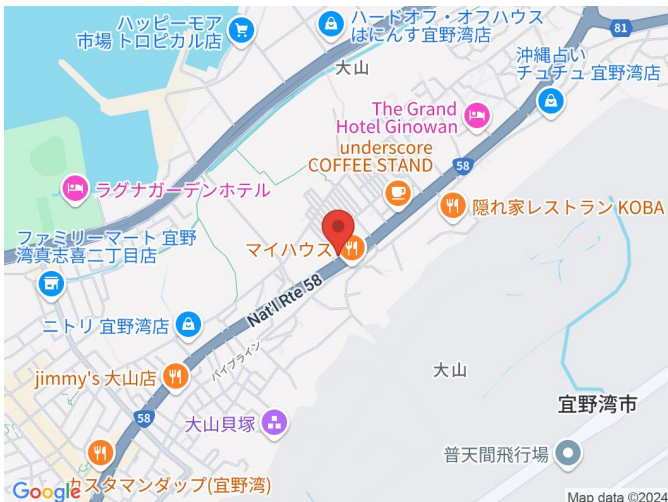 ハッピーモア
市場 トロピカル店
ハードオフ・オフハウス
はにんす宜野湾
81
大山
沖縄占い
チュチュ 宜野湾店
The Grand
Hotel Ginowan
underscore
COFFEE STAND
58
ラグナガーデンホテル
隠れ家レストラン KOBA
ファミリーマート 宜野
湾真志喜二丁目店
マイハウス
Nat'l Rte 58
ニトリ 宜野湾店
パイプライン
jimmy's 大山店
大山
宜野湾市
58
大山貝塚
普天間飛行場
カスタマンダップ(宜野湾)
Google
Map data ©2024